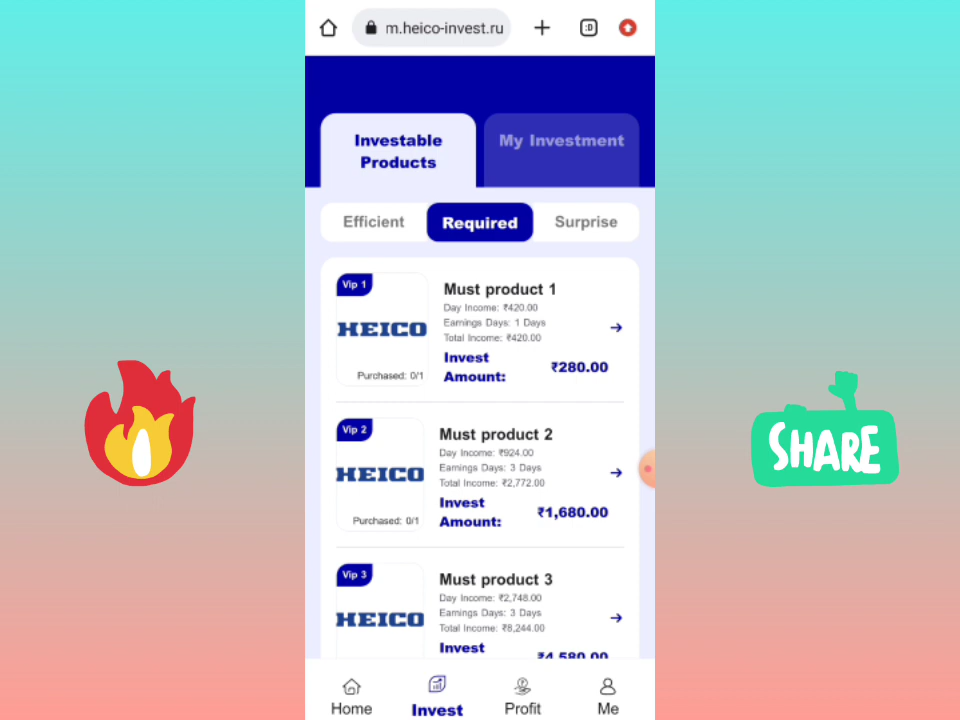 m.heico-invest.ru
:D
Investable
Products
My Investment
Efficient
Required
Surprise
Vip 1
HEICO
Purchased: 0/1
Must product 1
Day Income: ₹420.00
Earnings Days: 1 Days
Total Income: ₹420.00
Invest
Amount:
₹280.00
Vip 2
HEICO
Purchased: 0/1
Must product 2
Day Income: ₹924.00
Earnings Days: 3 Days
Total Income: ₹2,772.00
Invest
Amount:
₹1,680.00
Vip 3
HEICO
Must product 3
Day Income: ₹2,748.00
Earnings Days: 3 Days
Total Income: ₹8,244.00
Invest
₹4,580.00
Home
Invest
Profit
Me
SHARE